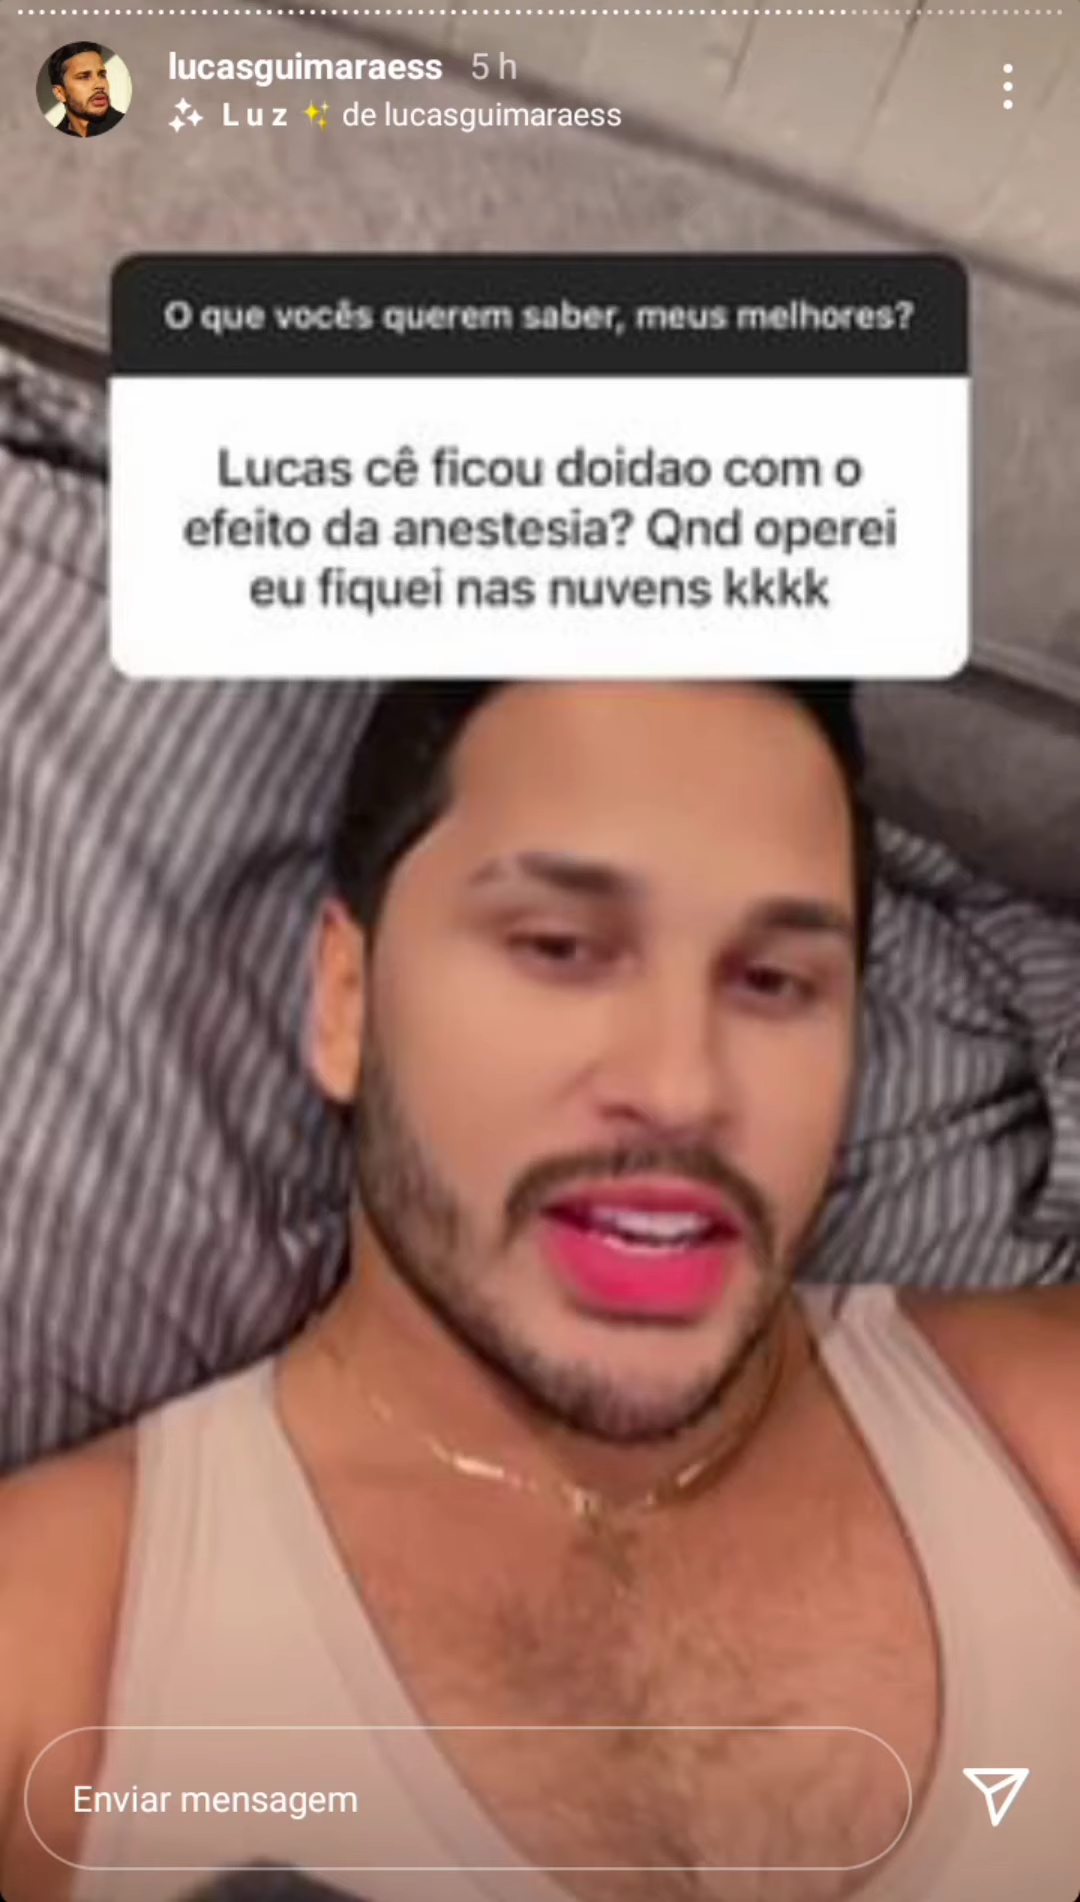 lucasguimaraess 5 h
L u z ✨ de lucasguimaraess
O que vocês querem saber, meus melhores?
Lucas cê ficou doidao com o
efeito da anestesia? Qnd operei
eu fiquei nas nuvens kkkk
Enviar mensagem